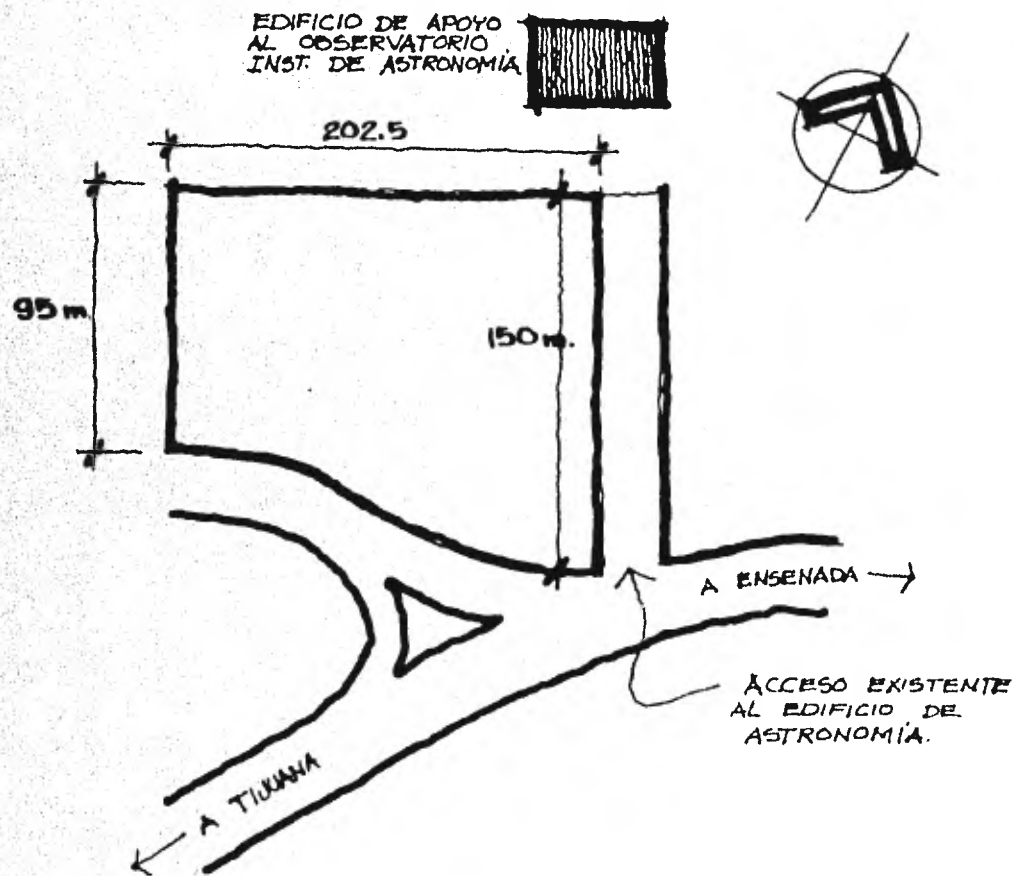 EDIFICIO DE APOYO
AL OBSERVATORIO.
INST. DE ASTRONOMÍA
202.5
95 m.
150 m.
A ENSENADA
ACCESO EXISTENTE
AL EDIFICIO DE
ASTRONOMÍA.
A TIJUANA